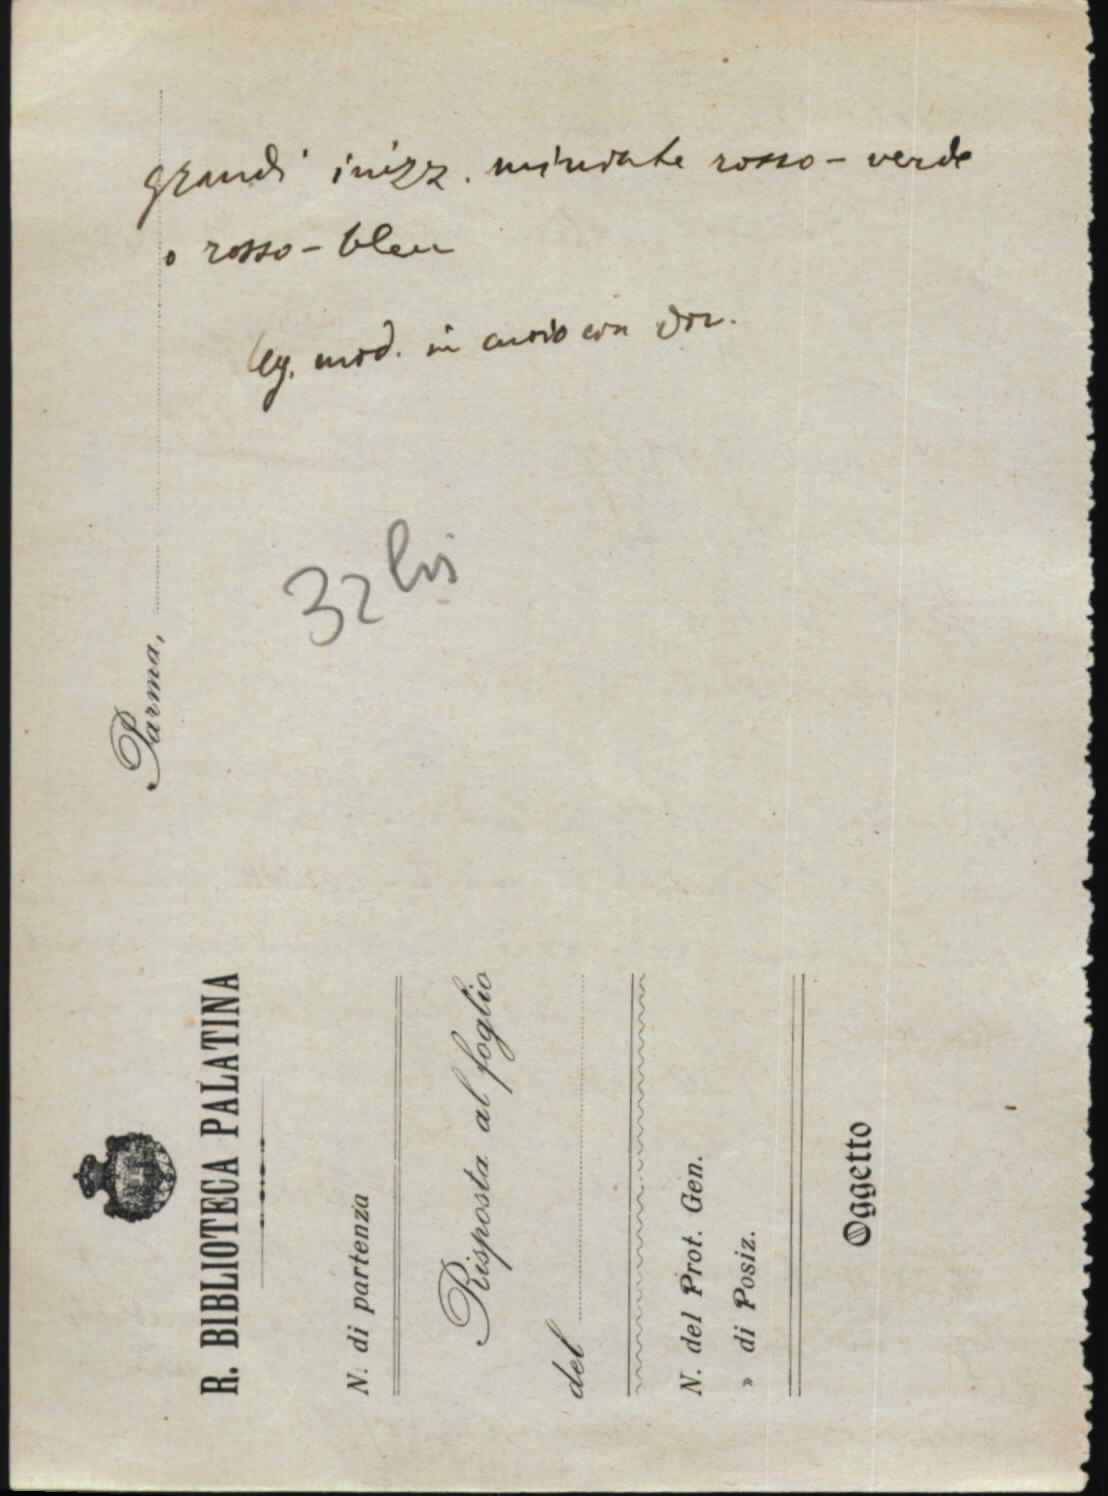 grandi inizz. miniate rosso-verde
o rosso-bleu
leg. mod. in cuoio con dor.
32 bis
Parma,
R. BIBLIOTECA PALATINA
N. di partenza
Risposta al foglio
del
N. del Prot. Gen.
» di Posiz.
Oggetto